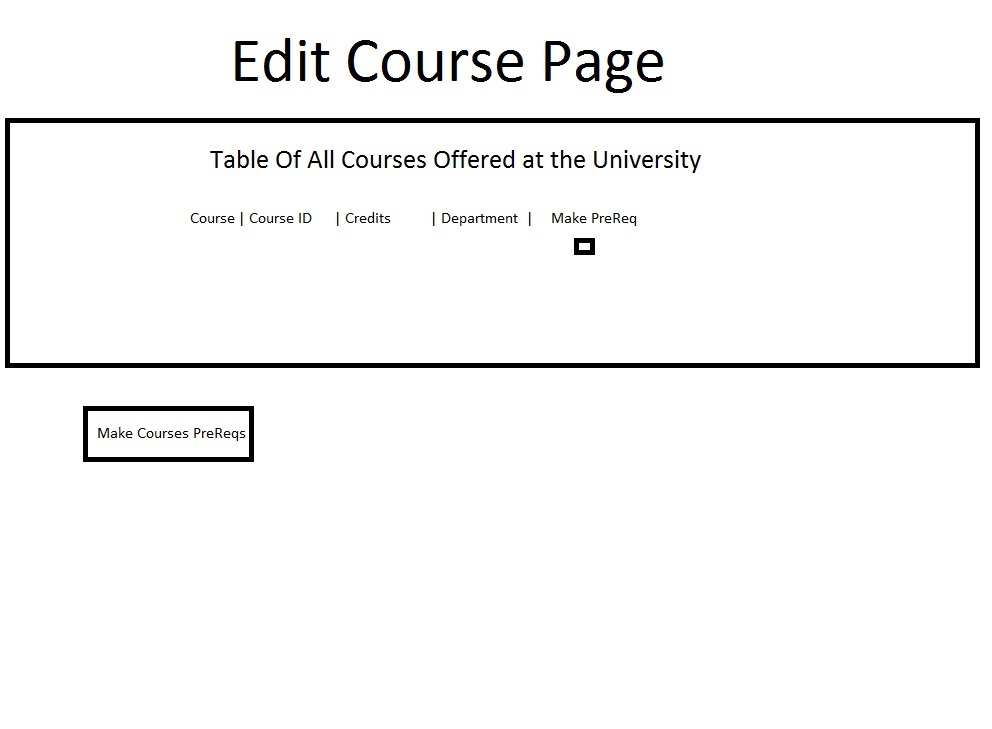 Edit Course Page
Table Of All Courses Offered at the University
Course | Course ID | Credits | Department | Make PreReq
Make Courses PreReqs